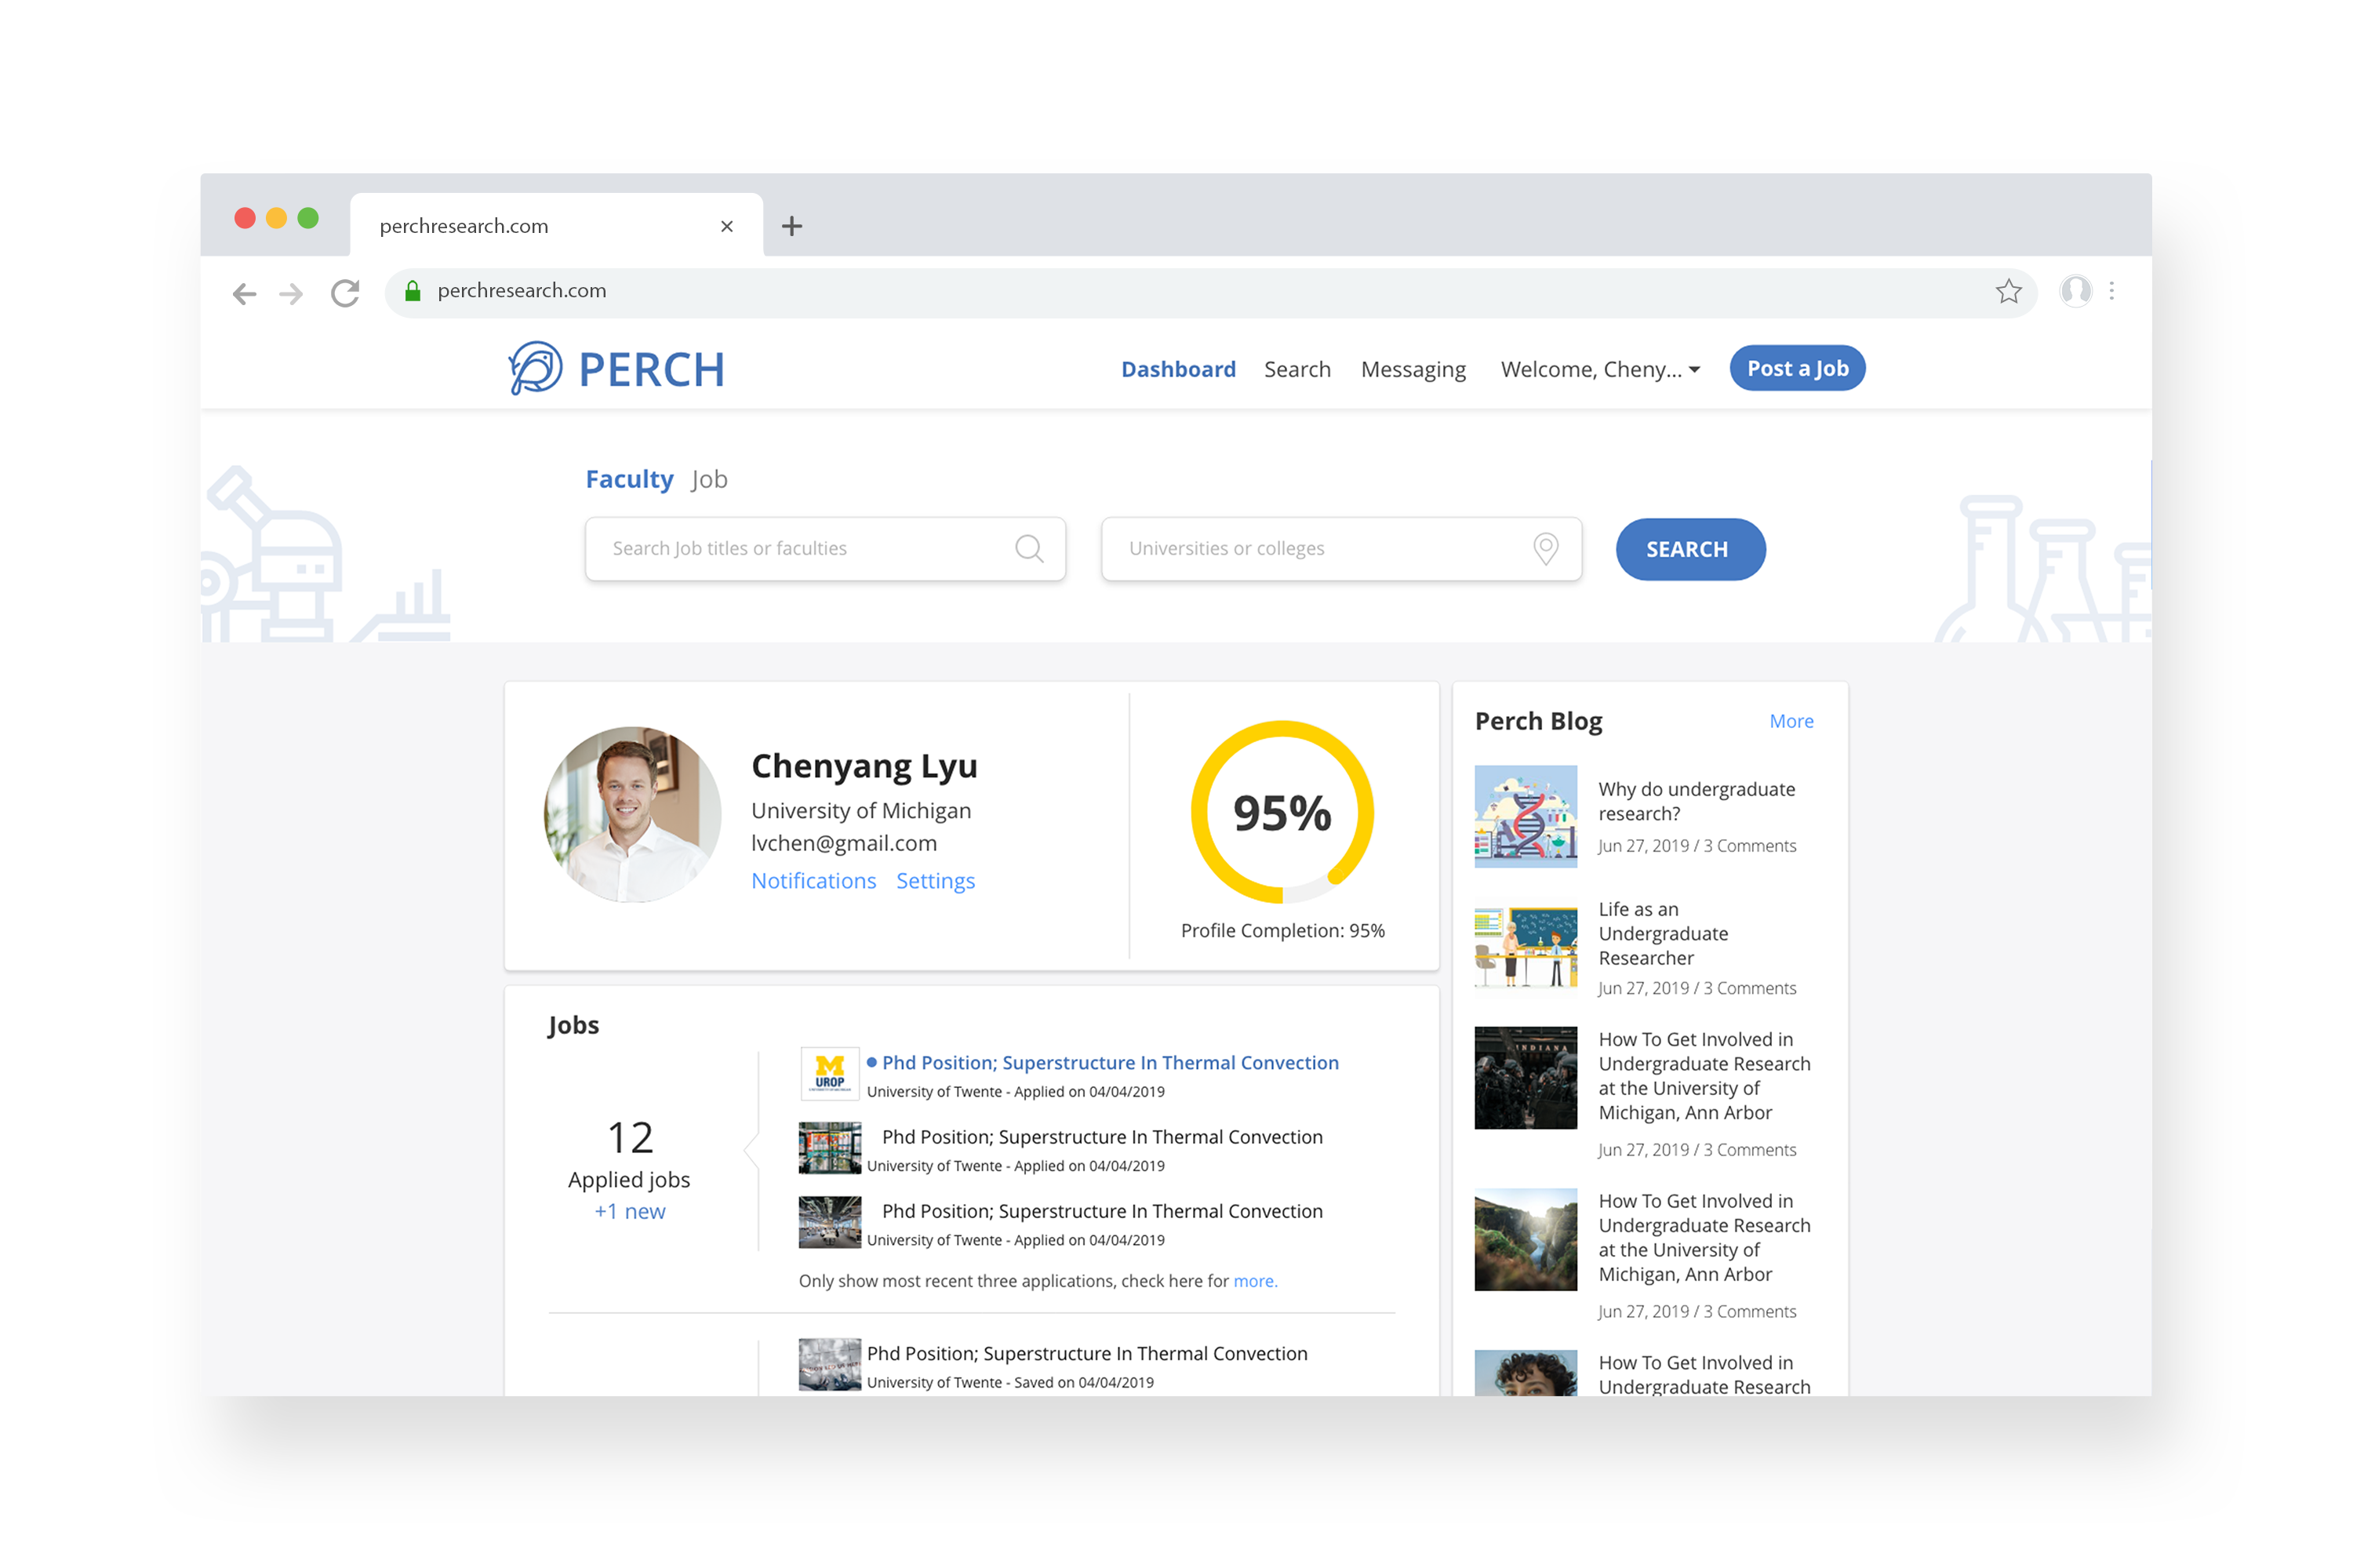 perchresearch.com
perchresearch.com
PERCH
Dashboard Search Messaging Welcome, Cheny... Post a Job
Faculty Job
Search Job titles or faculties
Universities or colleges
SEARCH
Chenyang Lyu
University of Michigan
lvchen@gmail.com
Notifications Settings
95%
Profile Completion: 95%
Jobs
12
Applied jobs
+1 new
M
UROP
Phd Position; Superstructure In Thermal Convection
University of Twente - Applied on 04/04/2019
Phd Position; Superstructure In Thermal Convection
University of Twente - Applied on 04/04/2019
Phd Position; Superstructure In Thermal Convection
University of Twente - Applied on 04/04/2019
Only show most recent three applications, check here for more.
Phd Position; Superstructure In Thermal Convection
University of Twente - Saved on 04/04/2019
Perch Blog More
Why do undergraduate
research?
Jun 27, 2019 / 3 Comments
Life as an
Undergraduate
Researcher
Jun 27, 2019 / 3 Comments
INDIANA
How To Get Involved in
Undergraduate Research
at the University of
Michigan, Ann Arbor
Jun 27, 2019 / 3 Comments
How To Get Involved in
Undergraduate Research
at the University of
Michigan, Ann Arbor
Jun 27, 2019 / 3 Comments
How To Get Involved in
Undergraduate Research